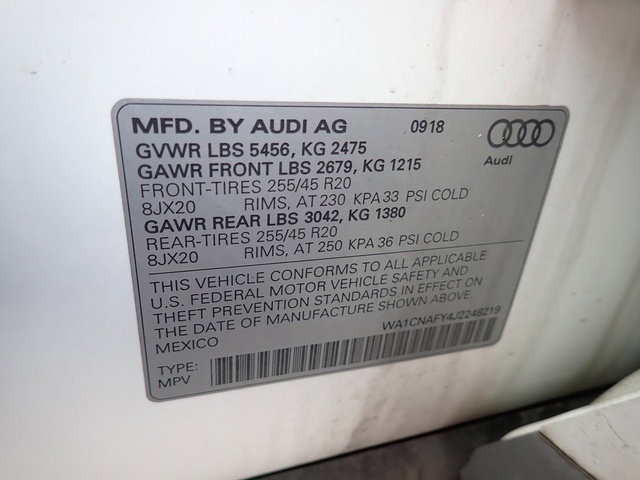 MFD. BY AUDI AG 0918
GVWR LBS 5456, KG 2475
Audi
GAWR FRONT LBS 2679, KG 1215
FRONT-TIRES 255/45 R20
8JX20 RIMS, AT 230 KPA 33 PSI COLD
GAWR REAR LBS 3042, KG 1380
REAR-TIRES 255/45 R20
8JX20 RIMS, AT 250 KPA 36 PSI COLD
THIS VEHICLE CONFORMS TO ALL APPLICABLE
U.S. FEDERAL MOTOR VEHICLE SAFETY AND
THEFT PREVENTION STANDARDS IN EFFECT ON
THE DATE OF MANUFACTURE SHOWN ABOVE.
MEXICO WA1CNAFY4J2248219
TYPE:
MPV